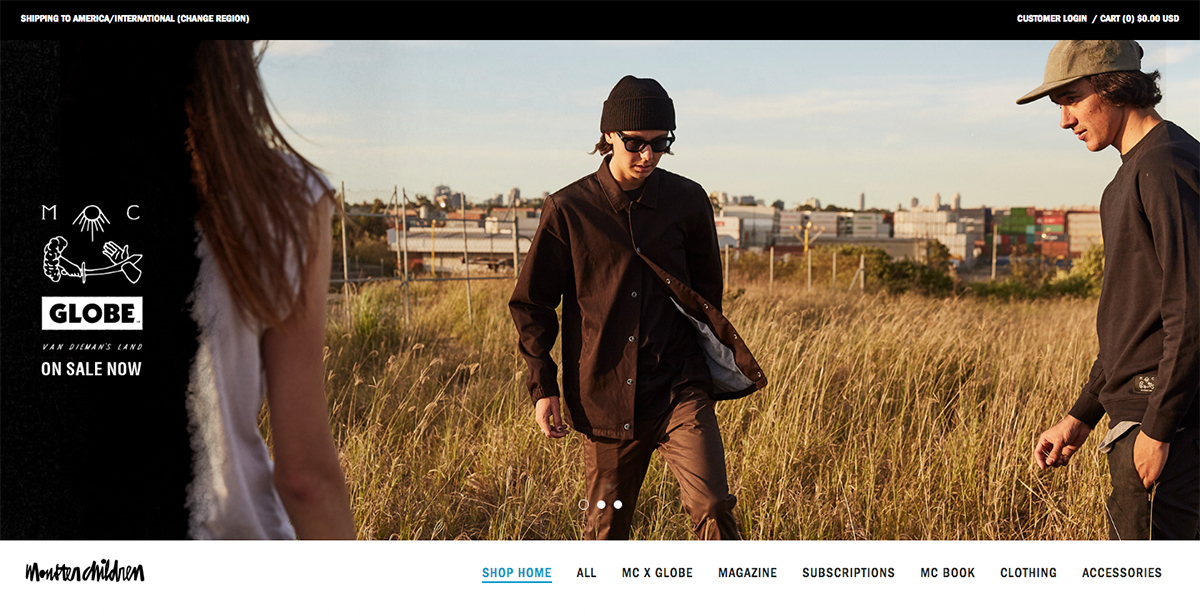 SHIPPING TO AMERICA/INTERNATIONAL (CHANGE REGION)
CUSTOMER LOGIN / CART (0) $0.00 USD
M C
GLOBE
VAN DIEMAN'S LAND
ON SALE NOW
monster children
SHOP HOME ALL MC X GLOBE MAGAZINE SUBSCRIPTIONS MC BOOK CLOTHING ACCESSORIES